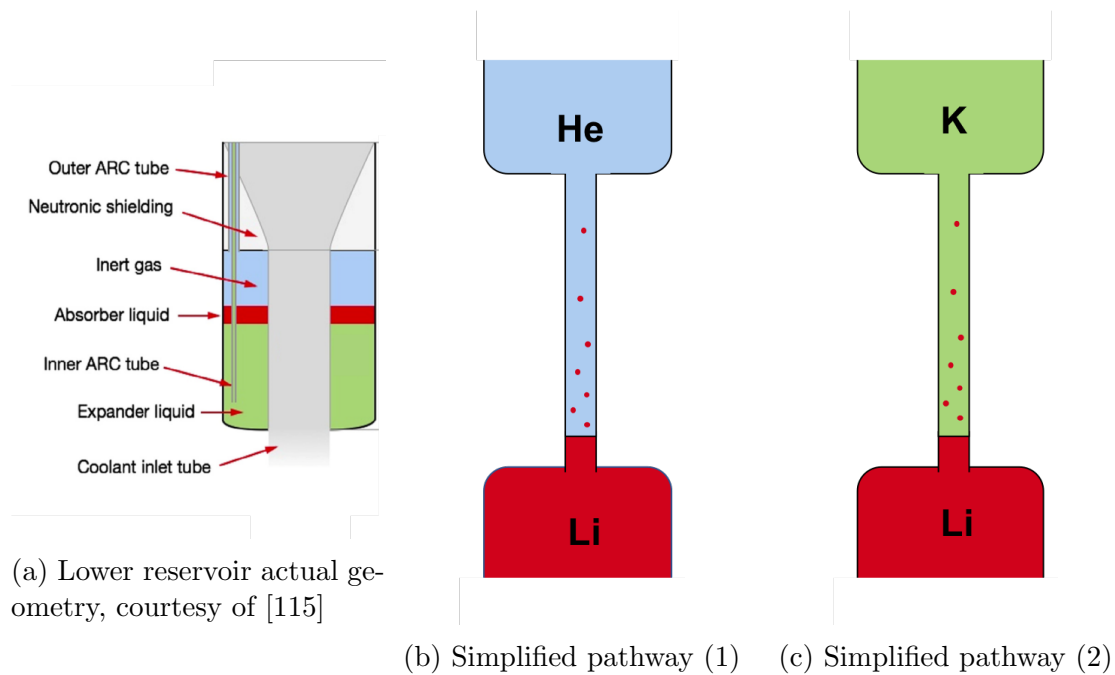 Outer ARC tube
Neutronic shielding
Inert gas
Absorber liquid
Inner ARC tube
Expander liquid
Coolant inlet tube
(a) Lower reservoir actual ge-
ometry, courtesy of [115]
He
Li
(b) Simplified pathway (1)
K
Li
(c) Simplified pathway (2)